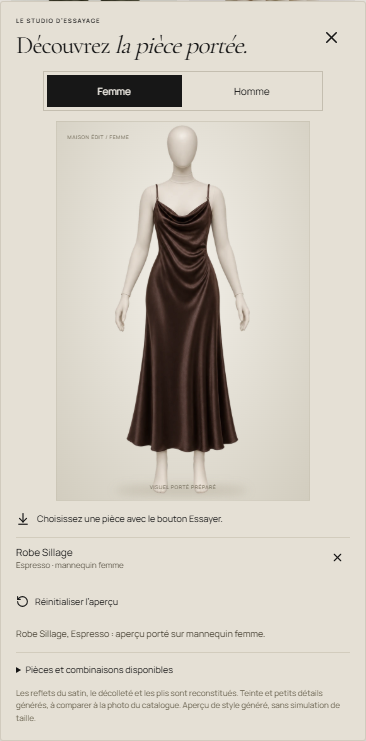 LE STUDIO D'ESSAYAGE
Découvrez la pièce portée.
Femme
Homme
MAISON ÉDIT / FEMME
VISUEL PORTÉ PRÉPARÉ
Choisissez une pièce avec le bouton Essayer.
Robe Sillage
Espresso · mannequin femme
Réinitialiser l'aperçu
Robe Sillage, Espresso : aperçu porté sur mannequin femme.
Pièces et combinaisons disponibles
Les reflets du satin, le décolleté et les plis sont reconstitués. Teinte et petits détails
générés, à comparer à la photo du catalogue. Aperçu de style généré, sans simulation de
taille.